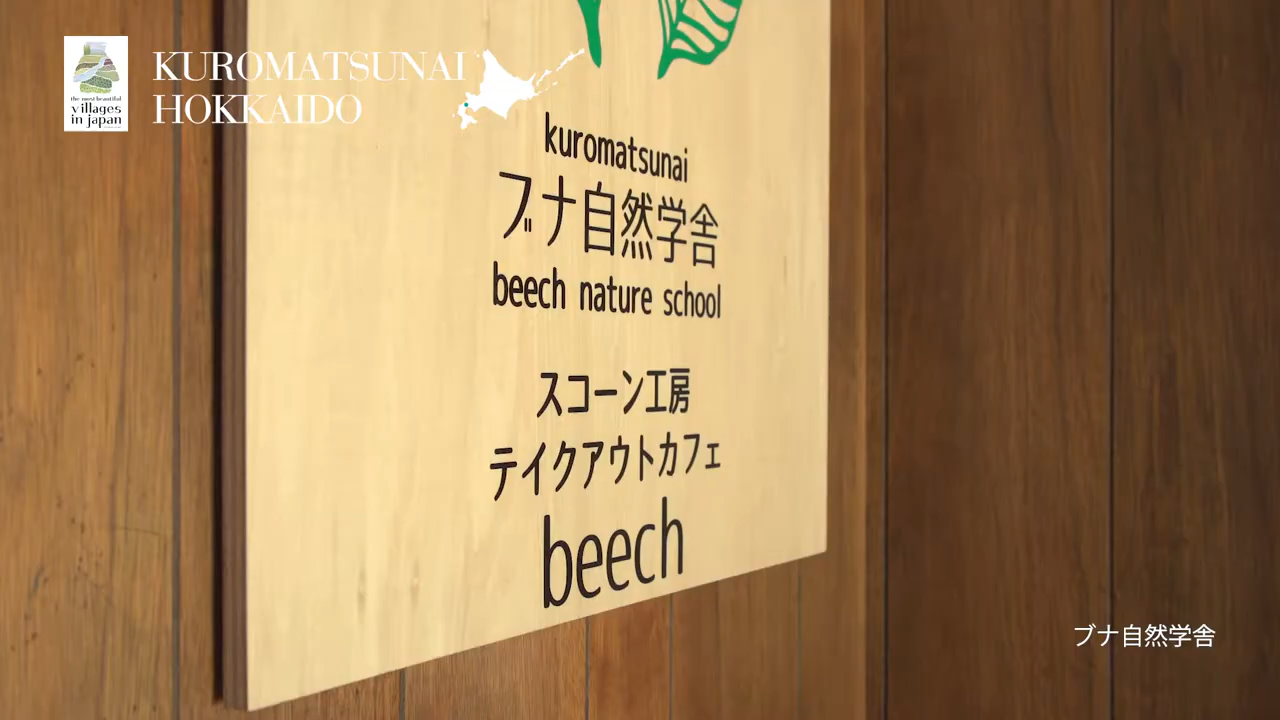 the most beautiful
villages
in japan
KUROMATSUNAI
HOKKAIDO
kuromatsunai
ブナ自然学舎
beech nature school
スコーン工房
テイクアウトカフェ
beech
ブナ自然学舎